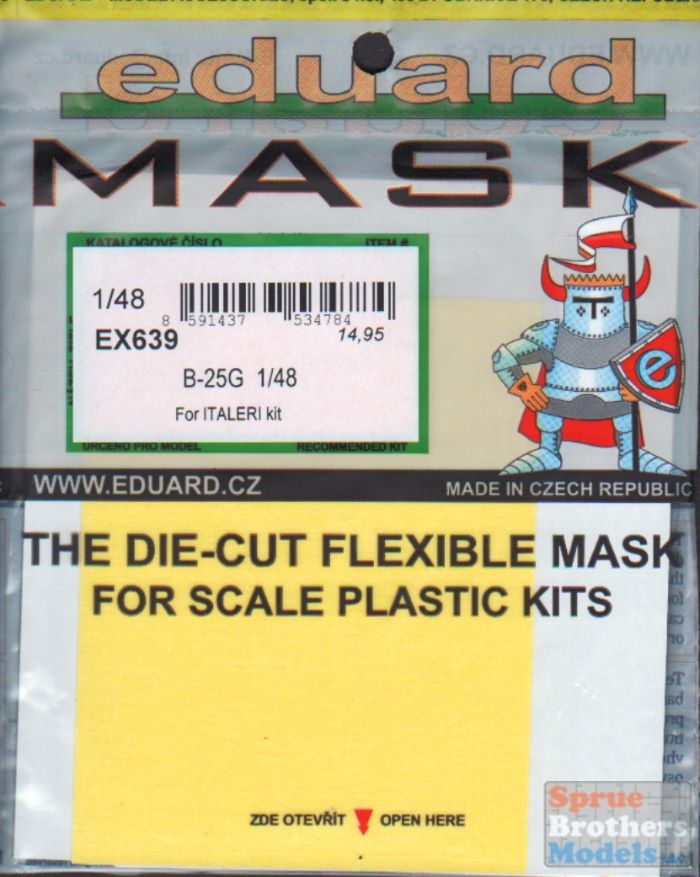 eduard
MASK
KATALOGOVÉ ČÍSLO ITEM #
1/48
8 591437 534784
EX639
14,95
B-25G 1/48
For ITALERI kit
URČENO PRO MODEL RECOMMENDED KIT
e
WWW.EDUARD.CZ MADE IN CZECH REPUBLIC
THE DIE-CUT FLEXIBLE MASK
FOR SCALE PLASTIC KITS
ZDE OTEVŘÍT OPEN HERE
Sprue
Brothers
Models